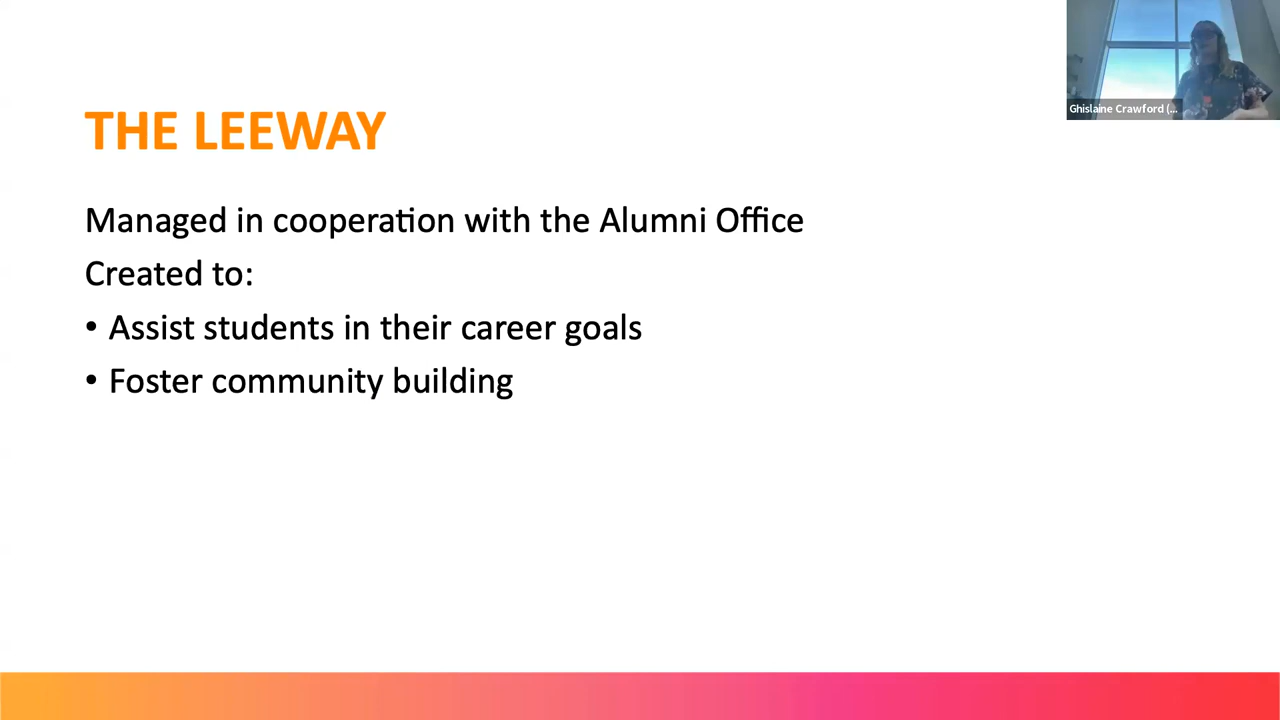 THE LEEWAY
Managed in cooperation with the Alumni Office
Created to:
• Assist students in their career goals
• Foster community building
Ghislaine Crawford (...